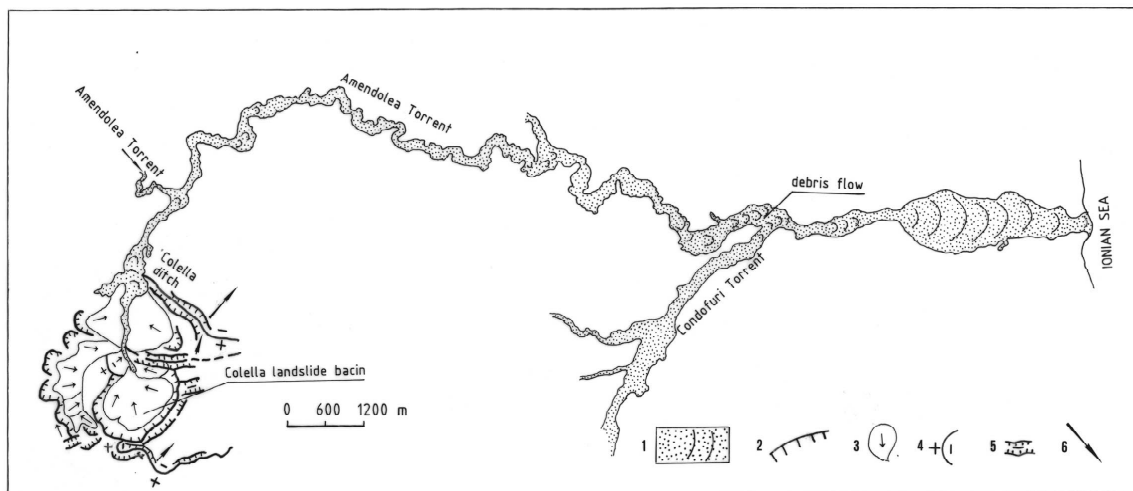 Amendolea Torrent
Amendolea Torrent
debris flow
IONIAN SEA
Colella
ditch
Condofuri Torrent
Colella landslide bacin
0 600 1200 m
1 2 3 4 5 6